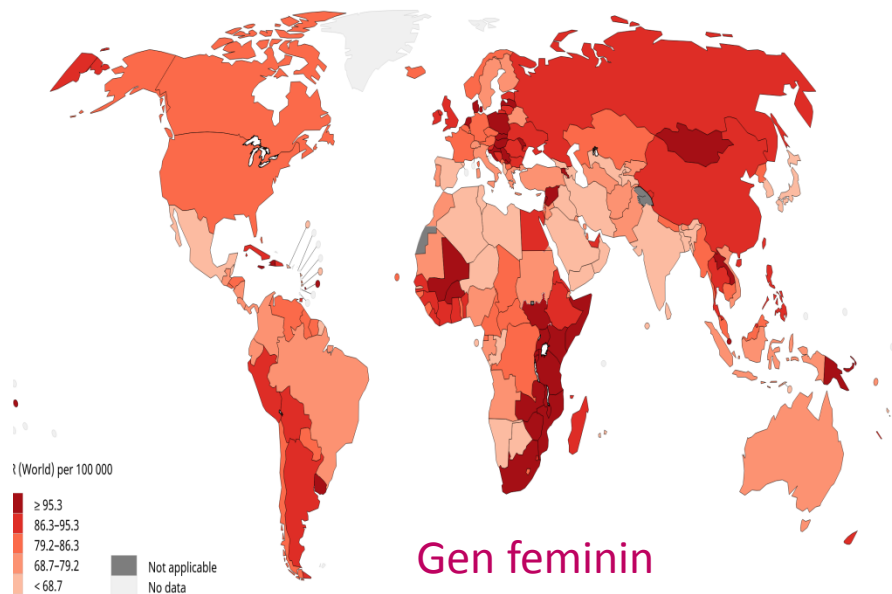 (World) per 100 000
≥ 95.3
86.3–95.3
79.2–86.3
68.7–79.2
< 68.7
Not applicable
No data
Gen feminin